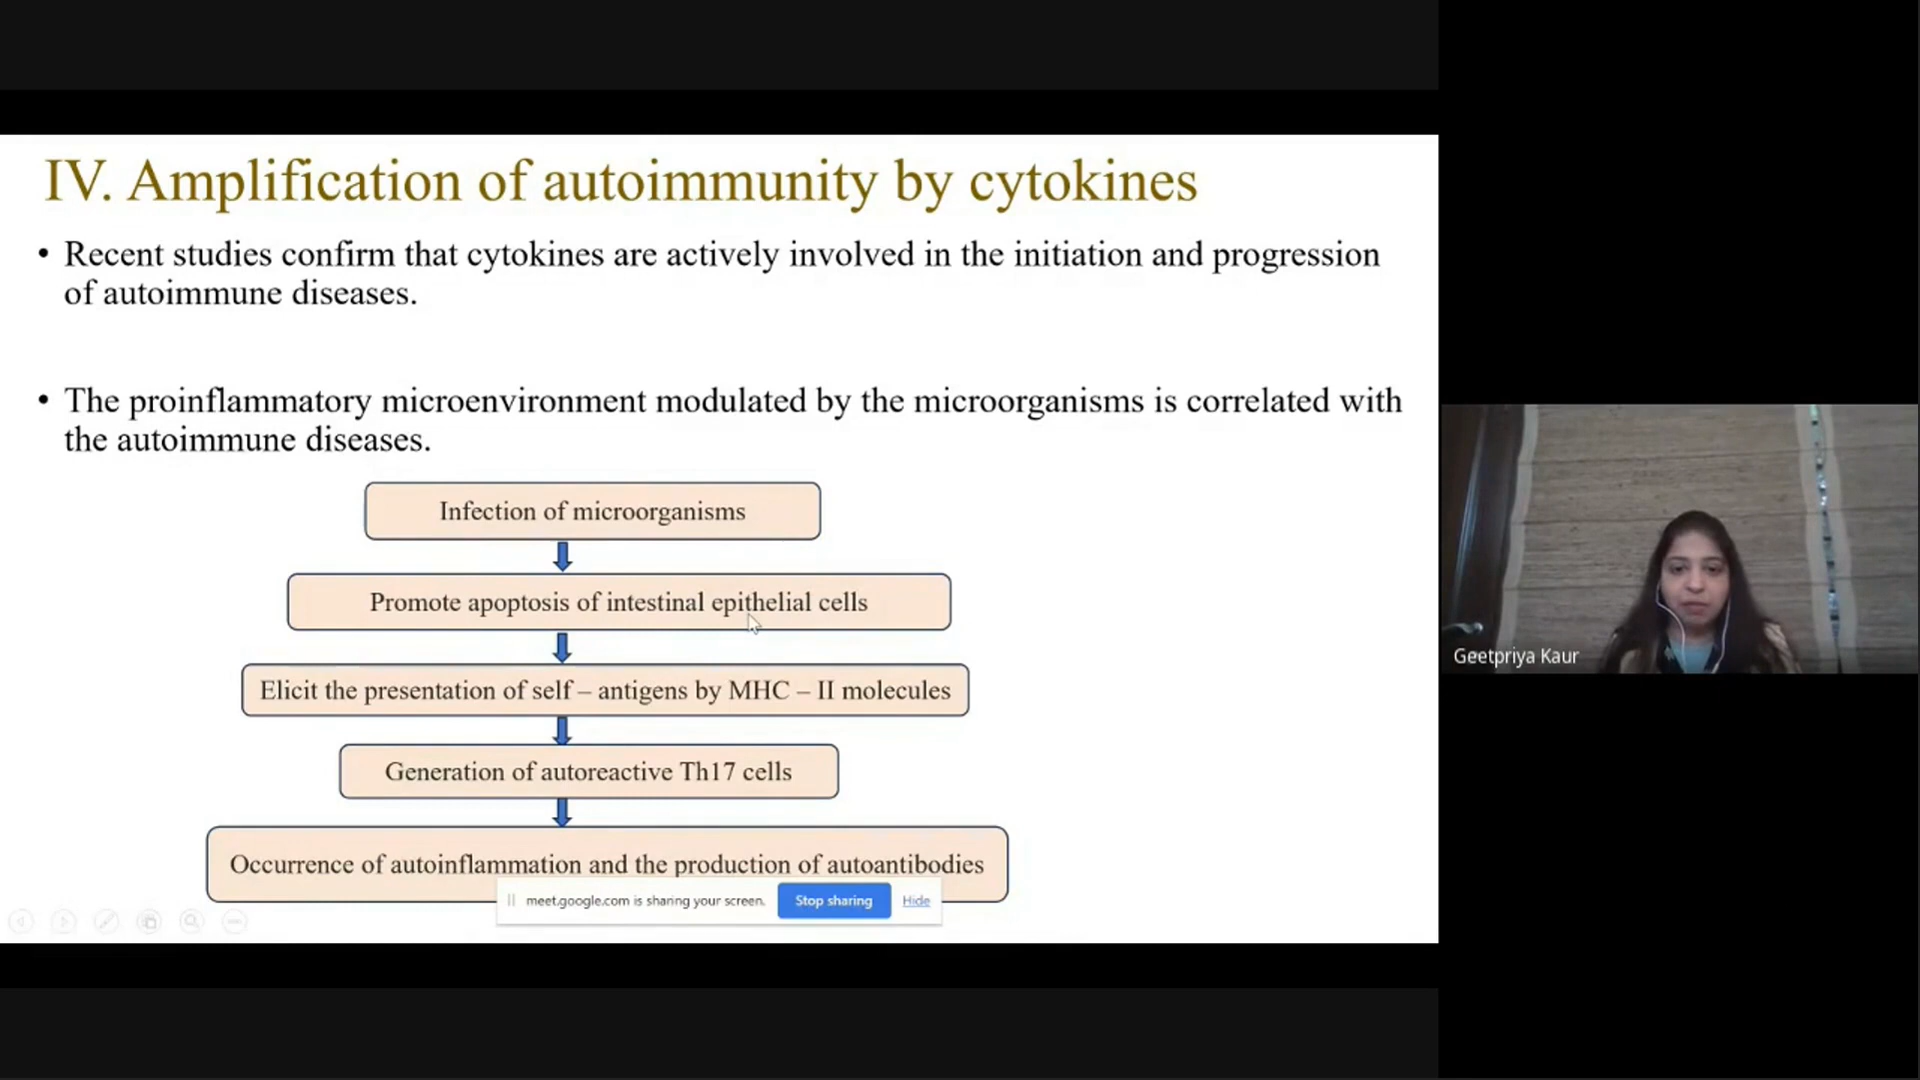 IV. Amplification of autoimmunity by cytokines
• Recent studies confirm that cytokines are actively involved in the initiation and progression
of autoimmune diseases.
• The proinflammatory microenvironment modulated by the microorganisms is correlated with
the autoimmune diseases.
Infection of microorganisms
Promote apoptosis of intestinal epithelial cells
Elicit the presentation of self – antigens by MHC – II molecules
Generation of autoreactive Th17 cells
Occurrence of autoinflammation and the production of autoantibodies
meet.google.com is sharing your screen. Stop sharing Hide
Geetpriya Kaur